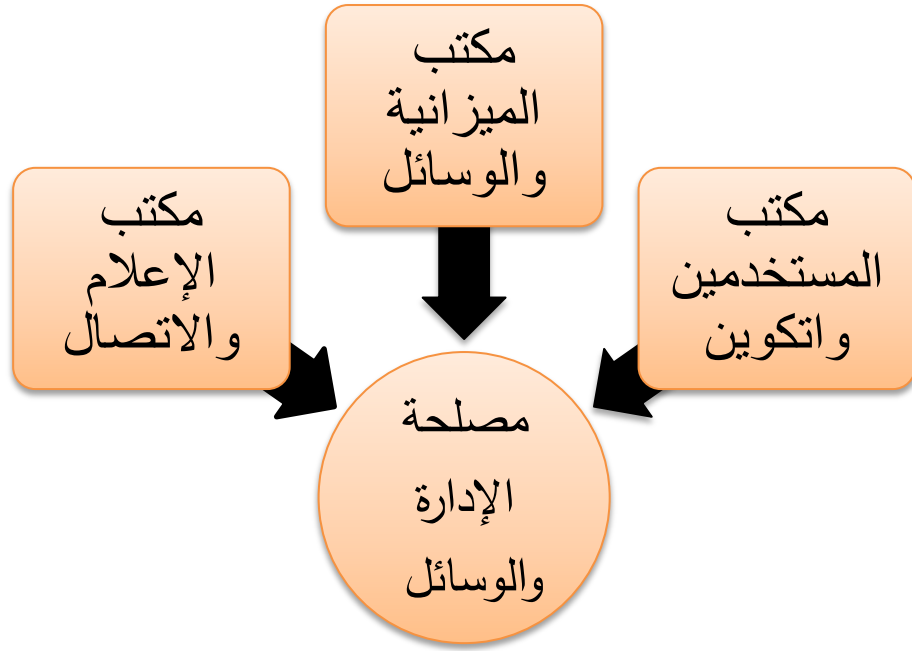 مكتب
الميزانية
والوسائل
مكتب
المستخدمين
واتكوين
مكتب
الإعلام
والاتصال
مصلحة
الإدارة
والوسائل